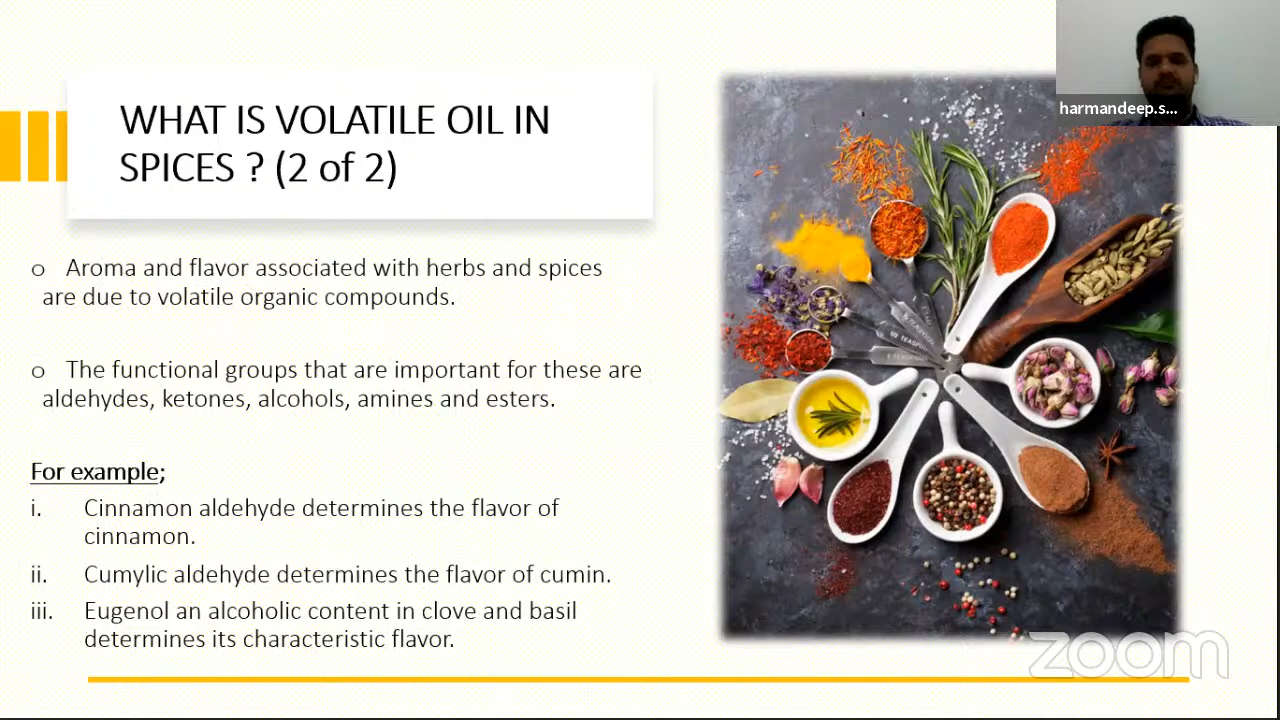 harmandeep.s...
WHAT IS VOLATILE OIL IN
SPICES ? (2 of 2)
o Aroma and flavor associated with herbs and spices
are due to volatile organic compounds.
o The functional groups that are important for these are
aldehydes, ketones, alcohols, amines and esters.
For example;
i. Cinnamon aldehyde determines the flavor of
cinnamon.
ii. Cumylic aldehyde determines the flavor of cumin.
iii. Eugenol an alcoholic content in clove and basil
determines its characteristic flavor.
zoom